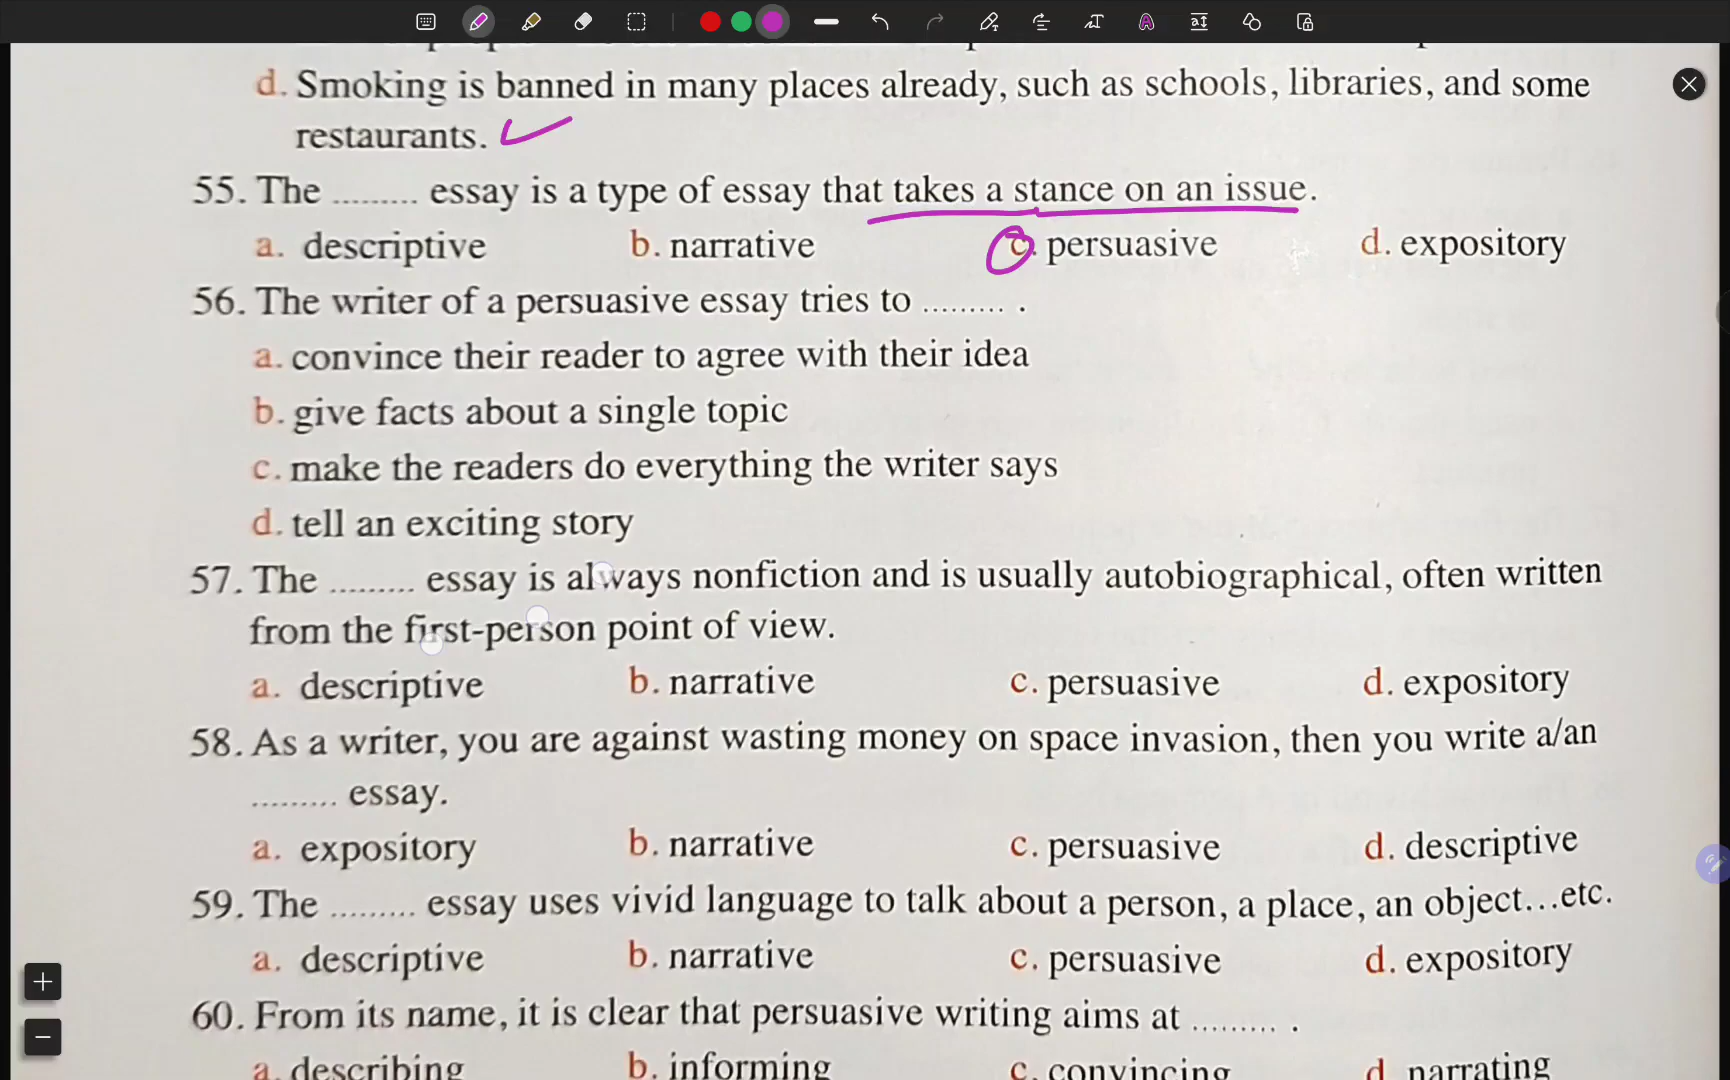 d. Smoking is banned in many places already, such as schools, libraries, and some
restaurants.
55. The ......... essay is a type of essay that takes a stance on an issue.
a. descriptive b. narrative c. persuasive d. expository
56. The writer of a persuasive essay tries to ......... .
a. convince their reader to agree with their idea
b. give facts about a single topic
c. make the readers do everything the writer says
d. tell an exciting story
57. The ......... essay is always nonfiction and is usually autobiographical, often written
from the first-person point of view.
a. descriptive b. narrative c. persuasive d. expository
58. As a writer, you are against wasting money on space invasion, then you write a/an
......... essay.
a. expository b. narrative c. persuasive d. descriptive
59. The ......... essay uses vivid language to talk about a person, a place, an object...etc.
a. descriptive b. narrative c. persuasive d. expository
60. From its name, it is clear that persuasive writing aims at ......... .
a. describing b. informing c. convincing d. narrating